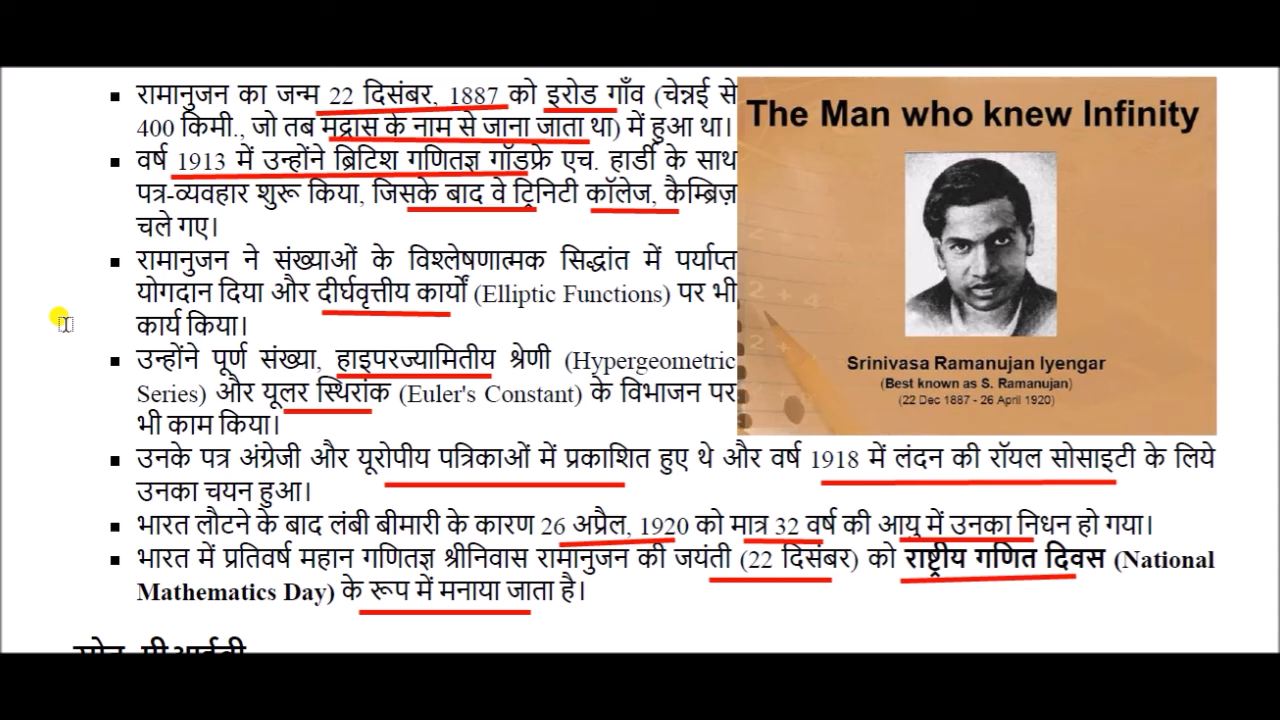 रामानुजन का जन्म 22 दिसंबर, 1887 को इरोड गाँव (चेन्नई से
400 किमी., जो तब मद्रास के नाम से जाना जाता था) में हुआ था।
वर्ष 1913 में उन्होंने ब्रिटिश गणितज्ञ गॉडफ्रे एच. हार्डी के साथ
पत्र-व्यवहार शुरू किया, जिसके बाद वे ट्रिनिटी कॉलेज, कैम्ब्रिज़
चले गए।
रामानुजन ने संख्याओं के विश्लेषणात्मक सिद्धांत में पर्याप्त
योगदान दिया और दीर्घवृत्तीय कार्यों (Elliptic Functions) पर भी
कार्य किया।
उन्होंने पूर्ण संख्या, हाइपरज्यामितीय श्रेणी (Hypergeometric
Series) और यूलर स्थिरांक (Euler's Constant) के विभाजन पर
भी काम किया।
The Man who knew Infinity
Srinivasa Ramanujan Iyengar
(Best known as S. Ramanujan)
(22 Dec 1887 - 26 April 1920)
उनके पत्र अंग्रेजी और यूरोपीय पत्रिकाओं में प्रकाशित हुए थे और वर्ष 1918 में लंदन की रॉयल सोसाइटी के लिये
उनका चयन हुआ।
भारत लौटने के बाद लंबी बीमारी के कारण 26 अप्रैल, 1920 को मात्र 32 वर्ष की आयु में उनका निधन हो गया।
भारत में प्रतिवर्ष महान गणितज्ञ श्रीनिवास रामानुजन की जयंती (22 दिसंबर) को राष्ट्रीय गणित दिवस (National
Mathematics Day) के रूप में मनाया जाता है।